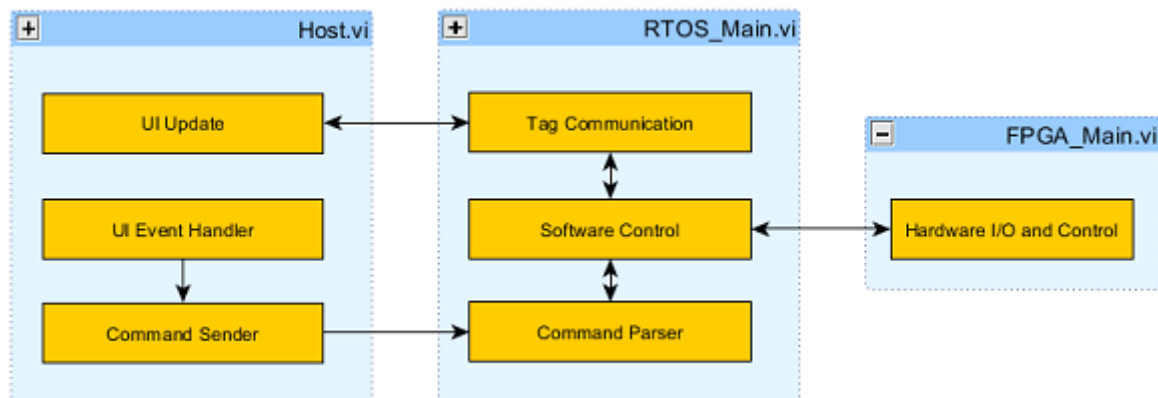 Host.vi
UI Update
UI Event Handler
Command Sender
RTOS_Main.vi
Tag Communication
Software Control
Command Parser
FPGA_Main.vi
Hardware I/O and Control